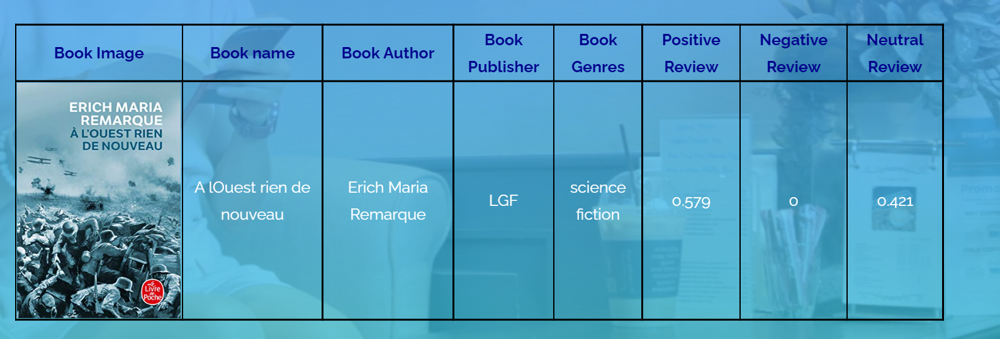 Book Image
Book name
Book Author
Book
Publisher
Book
Genres
Positive
Review
Negative
Review
Neutral
Review
ERICH MARIA
REMARQUE
À L'OUEST RIEN
DE NOUVEAU
Le
Livre
de
Poche
A lOuest rien de
nouveau
Erich Maria
Remarque
LGF
science
fiction
0.579
0
0.421